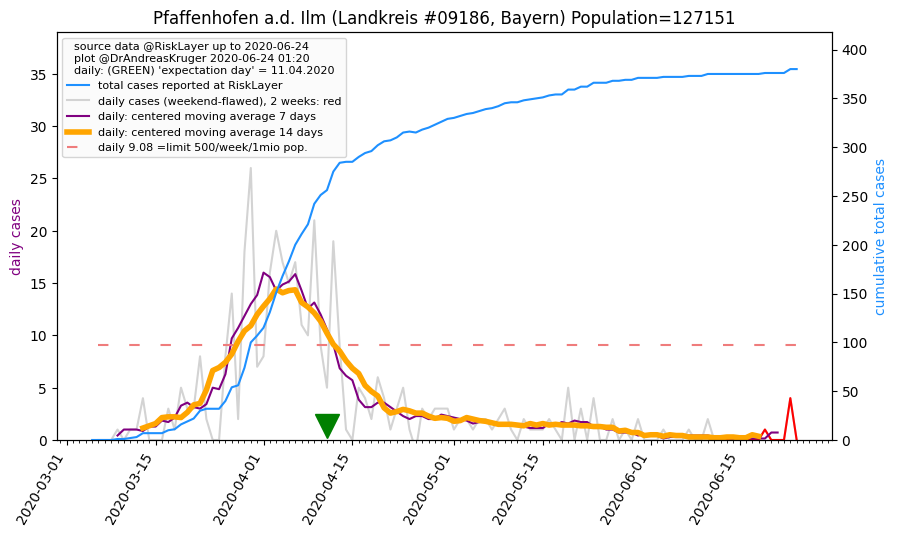 Pfaffenhofen a.d. Ilm (Landkreis #09186, Bayern) Population=127151
source data @RiskLayer up to 2020-06-24
plot @DrAndreasKruger 2020-06-24 01:20
daily: (GREEN) 'expectation day' = 11.04.2020
total cases reported at RiskLayer
daily cases (weekend-flawed), 2 weeks: red
daily: centered moving average 7 days
daily: centered moving average 14 days
daily 9.08 =limit 500/week/1mio pop.
daily cases
35
30
25
20
15
10
5
0
400
350
300
250
200
150
100
50
0
cumulative total cases
2020-03-01
2020-03-15
2020-04-01
2020-04-15
2020-05-01
2020-05-15
2020-06-01
2020-06-15